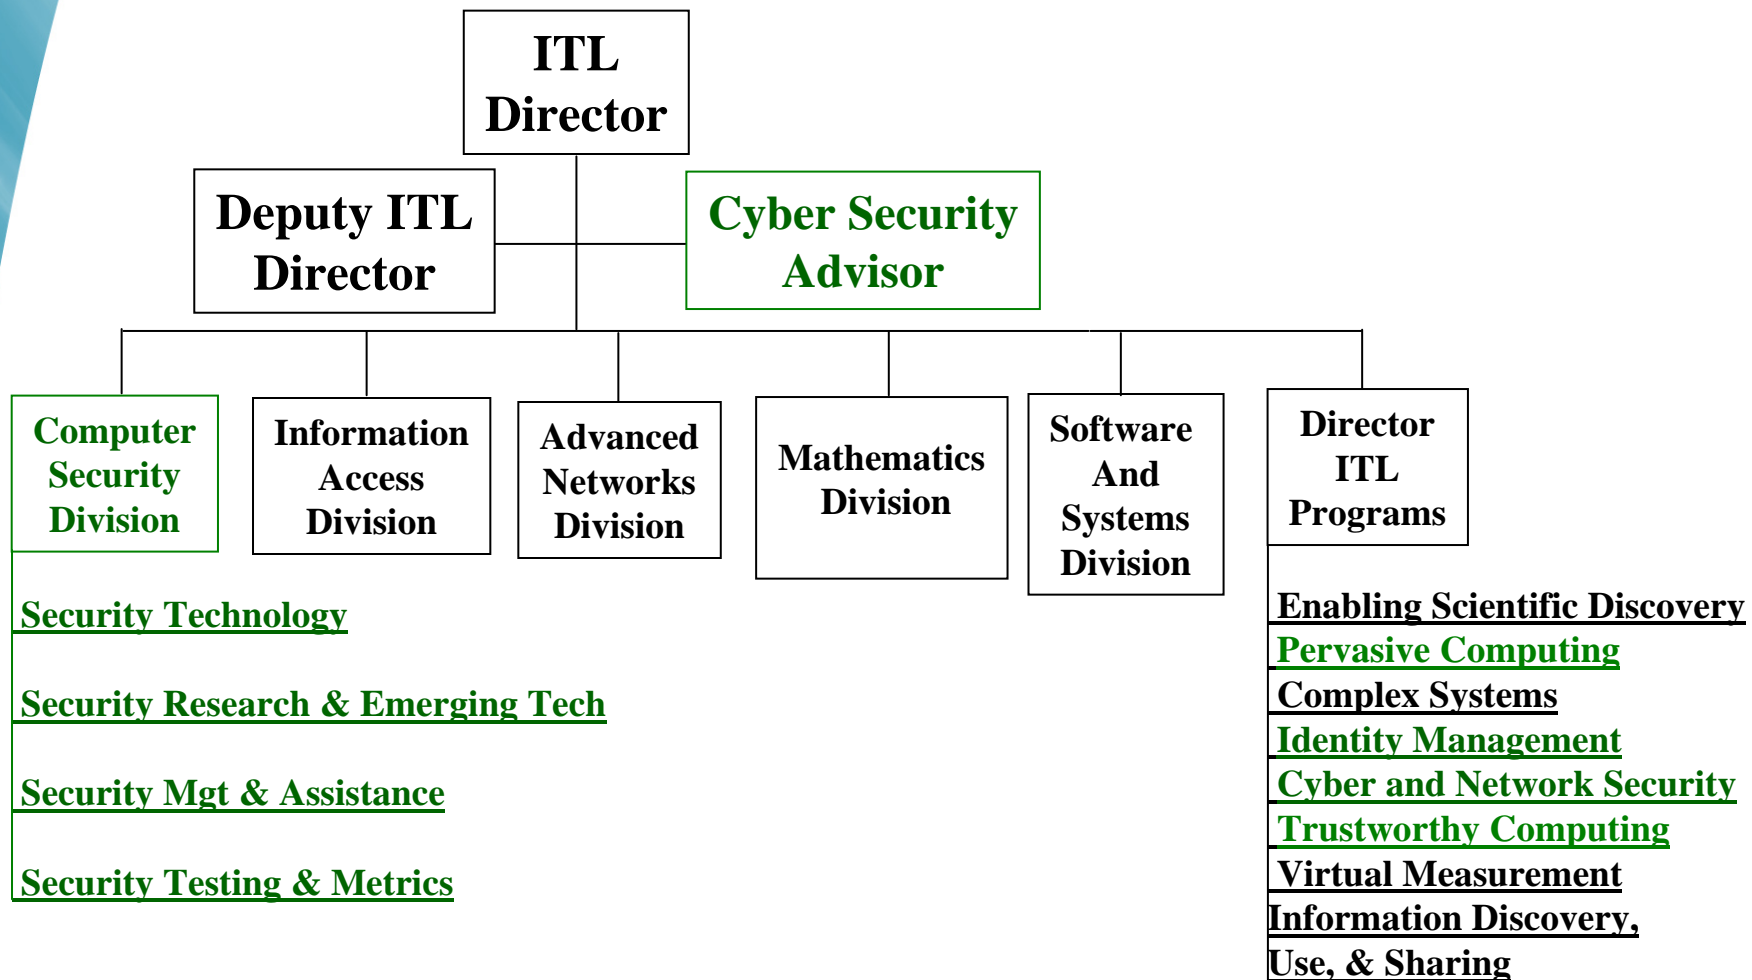 ITL
Director
Deputy ITL
Director
Cyber Security
Advisor
Computer
Security
Division
Information
Access
Division
Advanced
Networks
Division
Mathematics
Division
Software
And
Systems
Division
Director
ITL
Programs
Security Technology
Security Research & Emerging Tech
Security Mgt & Assistance
Security Testing & Metrics
Enabling Scientific Discovery
Pervasive Computing
Complex Systems
Identity Management
Cyber and Network Security
Trustworthy Computing
Virtual Measurement
Information Discovery,
Use, & Sharing